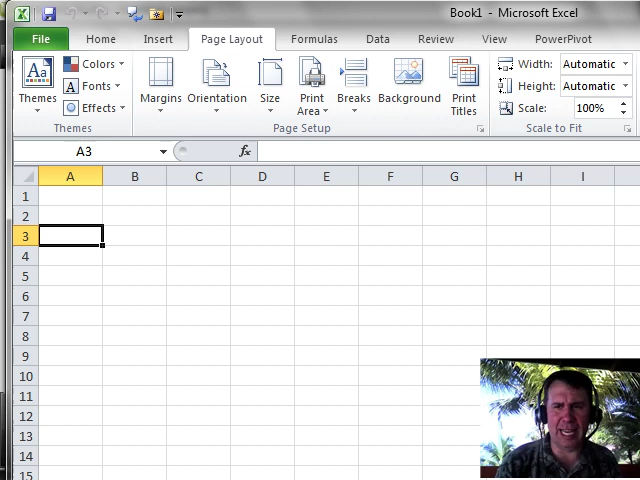 Book1 - Microsoft Excel
File Home Insert Page Layout Formulas Data Review View PowerPivot
Aa Colors Width: Automatic
A Fonts Height: Automatic
Themes Effects Margins Orientation Size Print Area Breaks Background Print Titles Scale: 100%
Themes Page Setup Scale to Fit
A3 fx
A B C D E F G H I
1
2
3
4
5
6
7
8
9
10
11
12
13
14
15